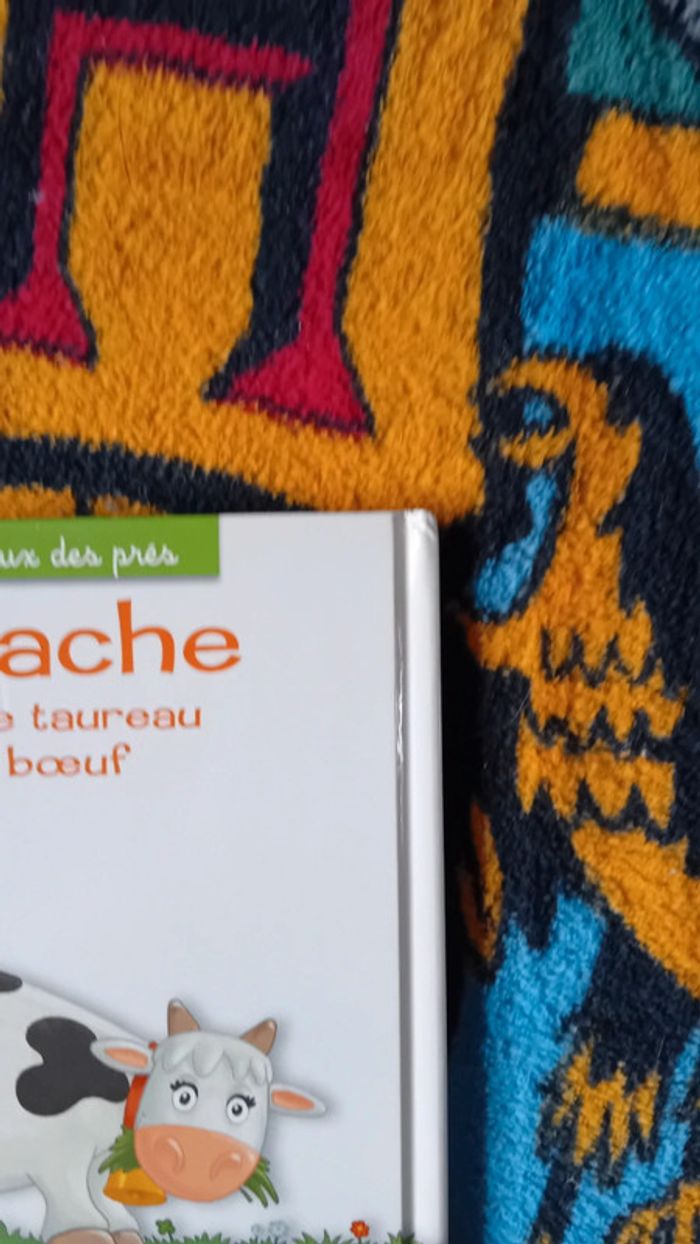 ux des prés
ache
e taureau
bœuf